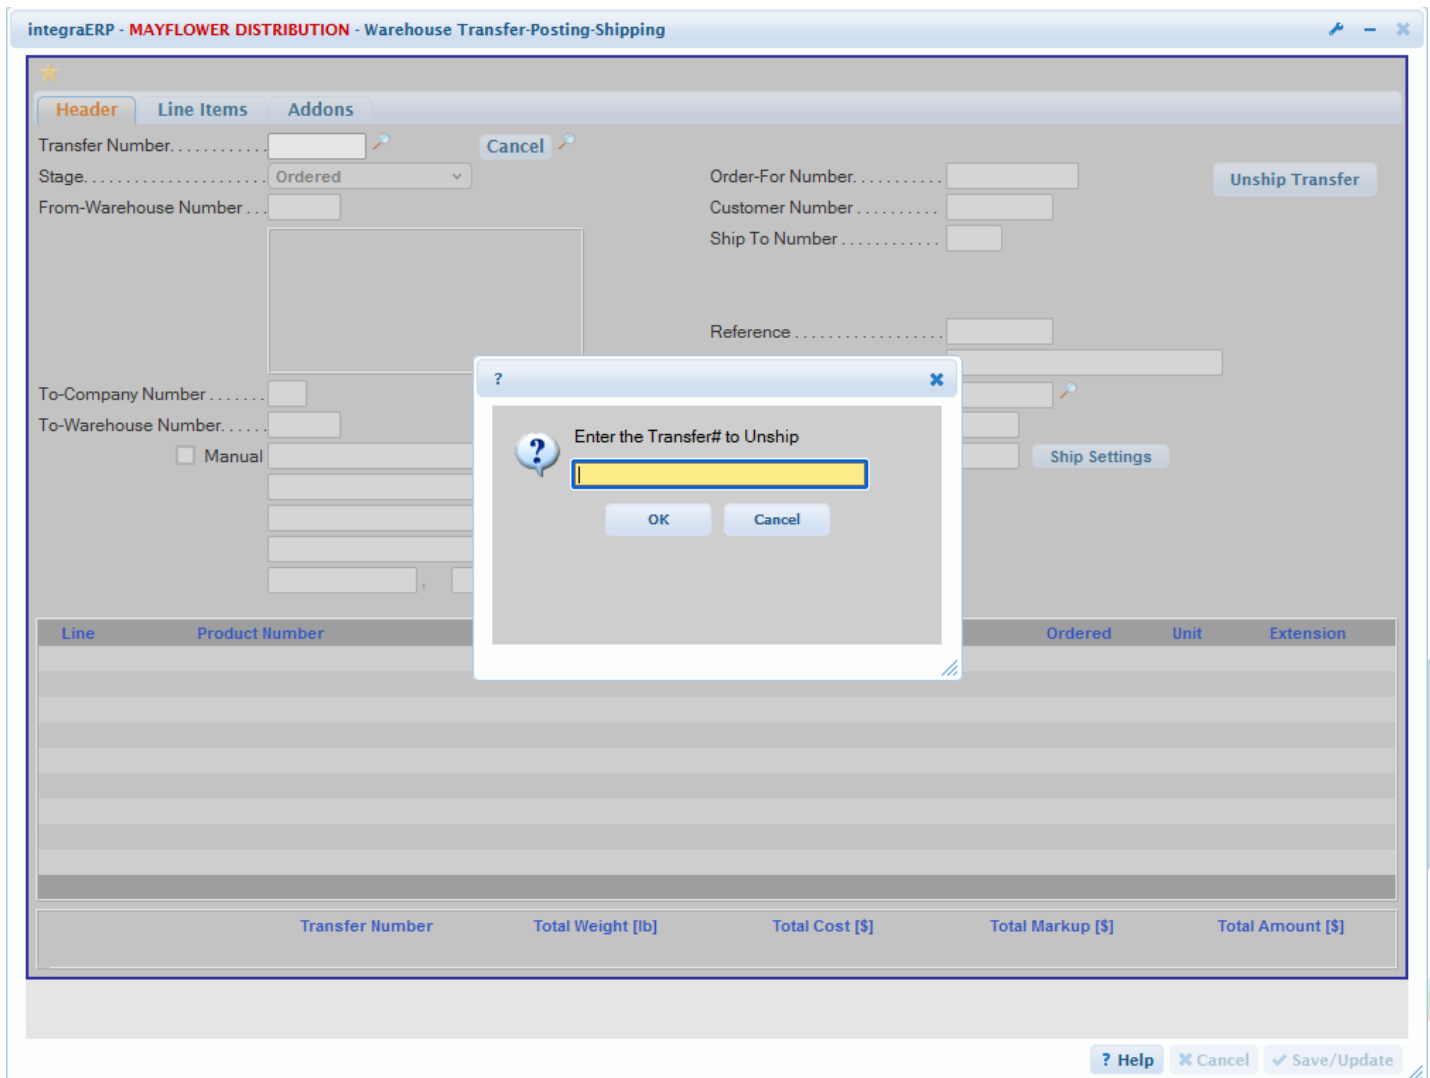 integraERP - MAYFLOWER DISTRIBUTION - Warehouse Transfer-Posting-Shipping
Header Line Items Addons
Transfer Number............ Cancel
Stage...................... Ordered Order-For Number........... Unship Transfer
From-Warehouse Number... Customer Number..........
Ship To Number............
Reference..................
?
To-Company Number.......
To-Warehouse Number......
Enter the Transfer# to Unship
Manual Ship Settings
OK Cancel
,
Line Product Number Ordered Unit Extension
Transfer Number Total Weight [lb] Total Cost [$] Total Markup [$] Total Amount [$]
? Help Cancel Save/Update